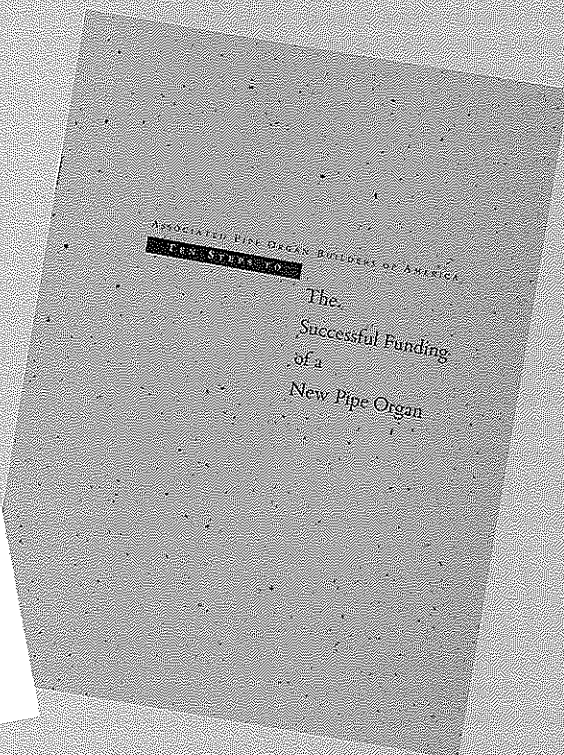 Associated Pipe Organ Builders of America
Ten Steps to
The
Successful Funding
of a
New Pipe Organ